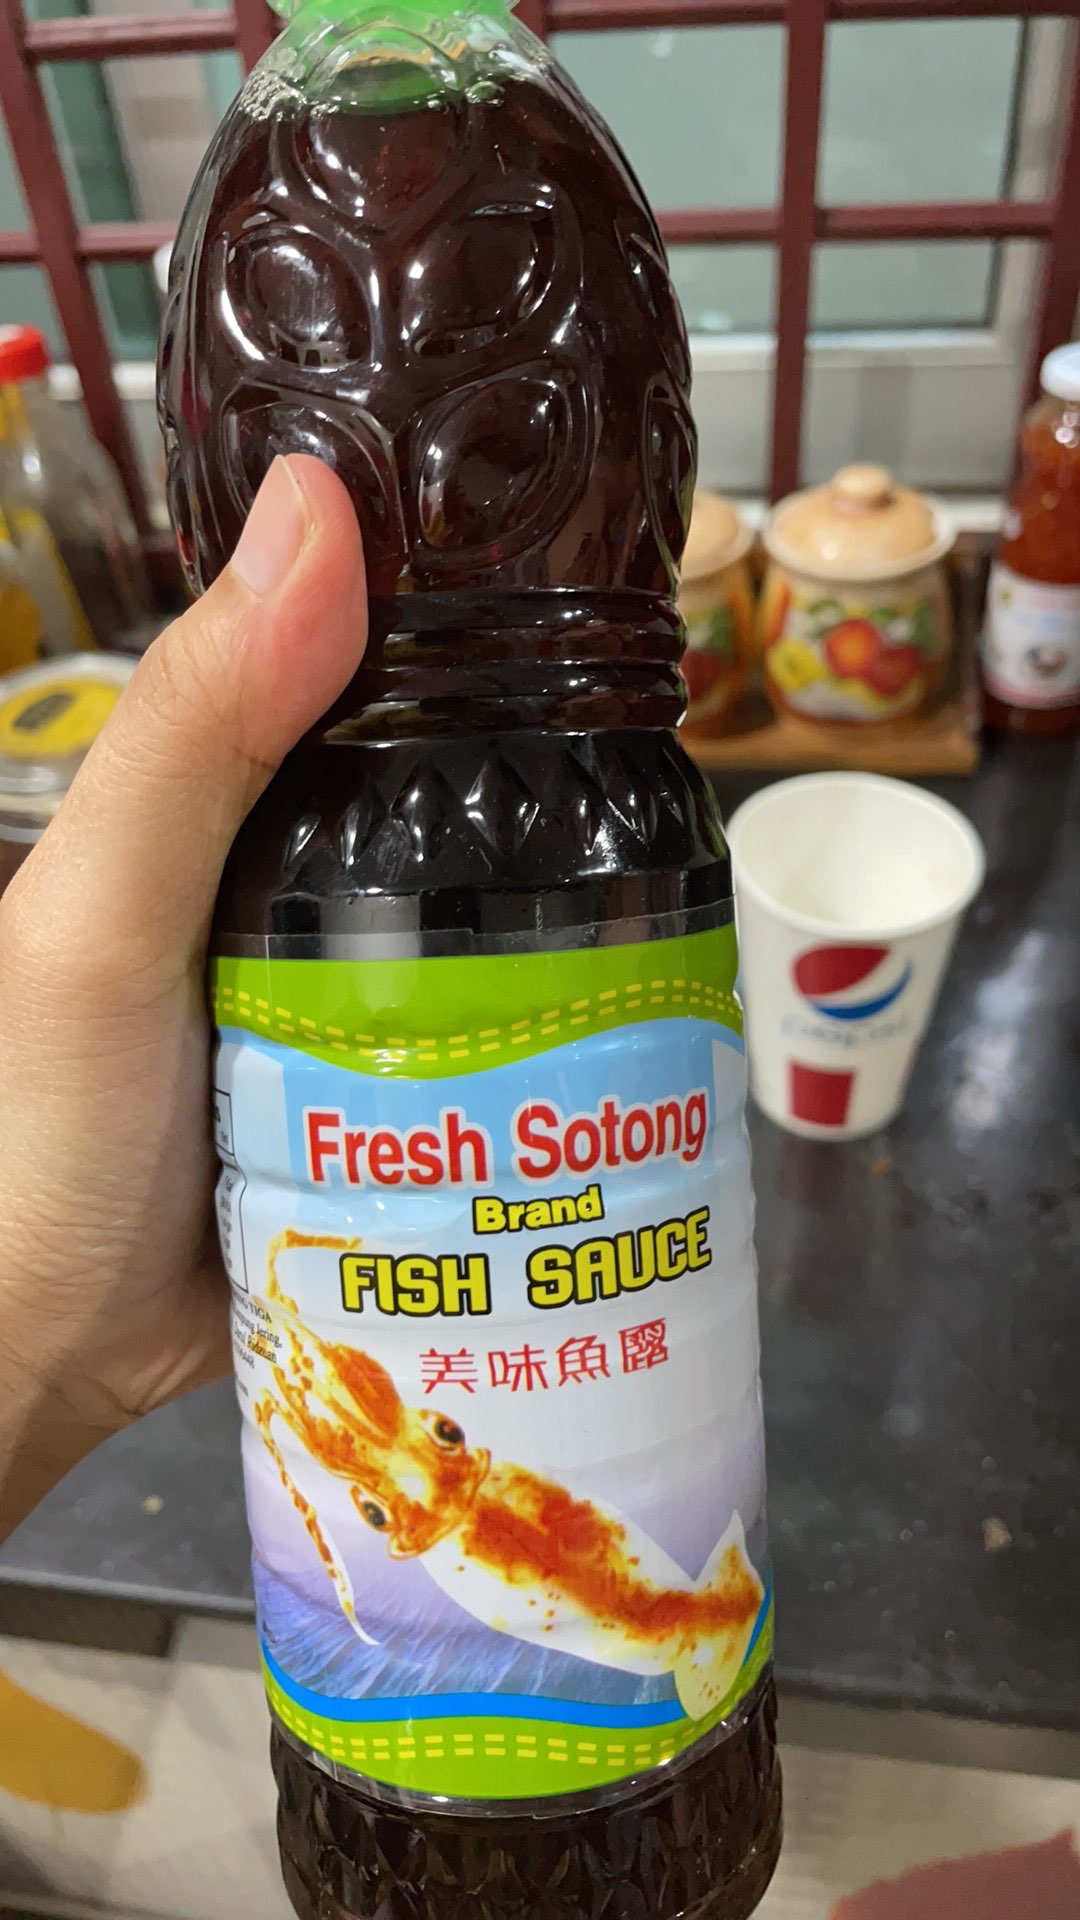 Fresh Sotong
Brand
FISH SAUCE
美味魚露